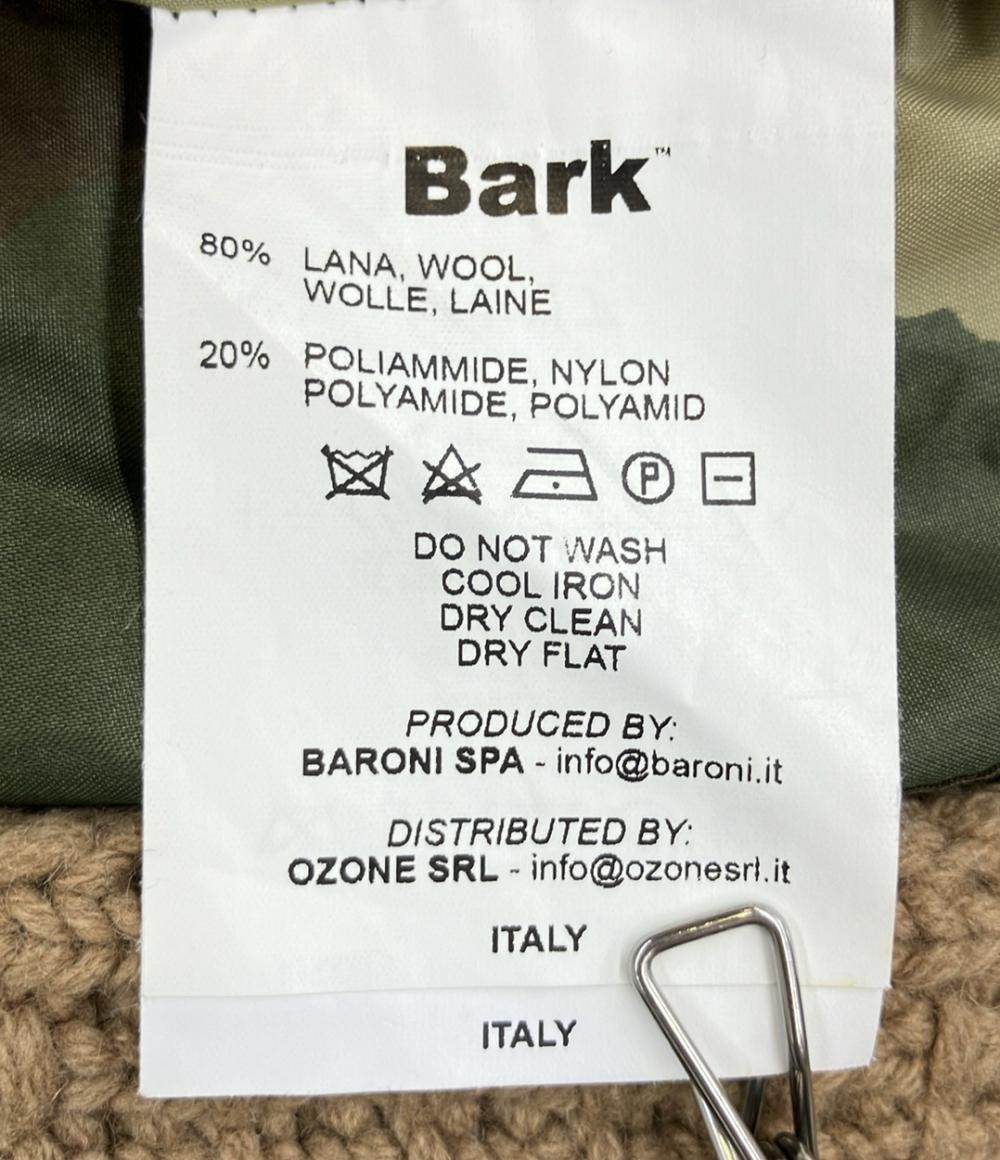 Bark™
80% LANA, WOOL,
WOLLE, LAINE
20% POLIAMMIDE, NYLON
POLYAMIDE, POLYAMID
P
DO NOT WASH
COOL IRON
DRY CLEAN
DRY FLAT
PRODUCED BY:
BARONI SPA - info@baroni.it
DISTRIBUTED BY:
OZONE SRL - info@ozonesrl.it
ITALY
ITALY